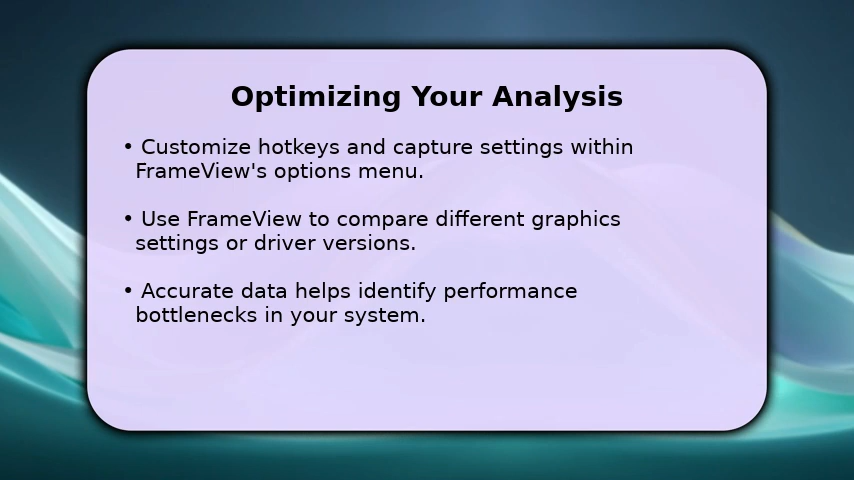 Optimizing Your Analysis
• Customize hotkeys and capture settings within
FrameView's options menu.
• Use FrameView to compare different graphics
settings or driver versions.
• Accurate data helps identify performance
bottlenecks in your system.